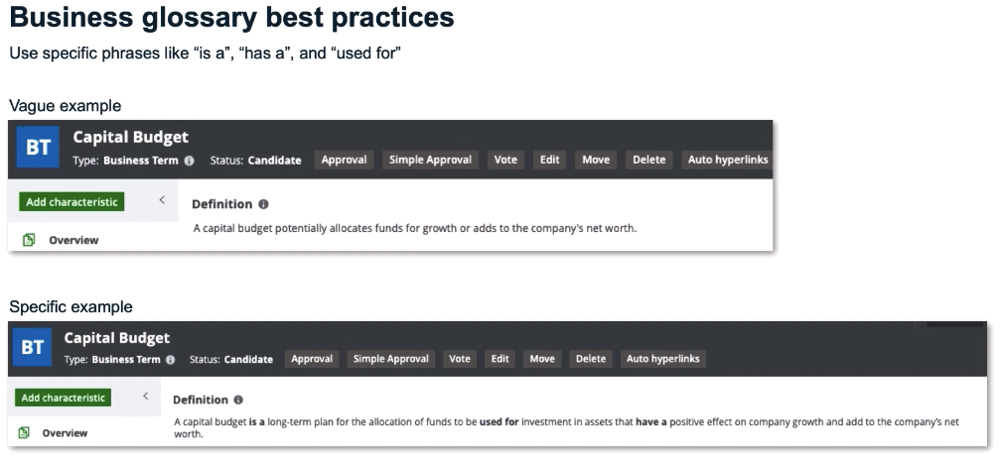 Business glossary best practices
Use specific phrases like “is a”, “has a”, and “used for”
Vague example
BT
Capital Budget
Type: Business Term Status: Candidate Approval Simple Approval Vote Edit Move Delete Auto hyperlinks
Add characteristic
Definition
A capital budget potentially allocates funds for growth or adds to the company's net worth.
Overview
Specific example
BT
Capital Budget
Type: Business Term Status: Candidate Approval Simple Approval Vote Edit Move Delete Auto hyperlinks
Add characteristic
Definition
A capital budget is a long-term plan for the allocation of funds to be used for investment in assets that have a positive effect on company growth and add to the company's net
worth.
Overview